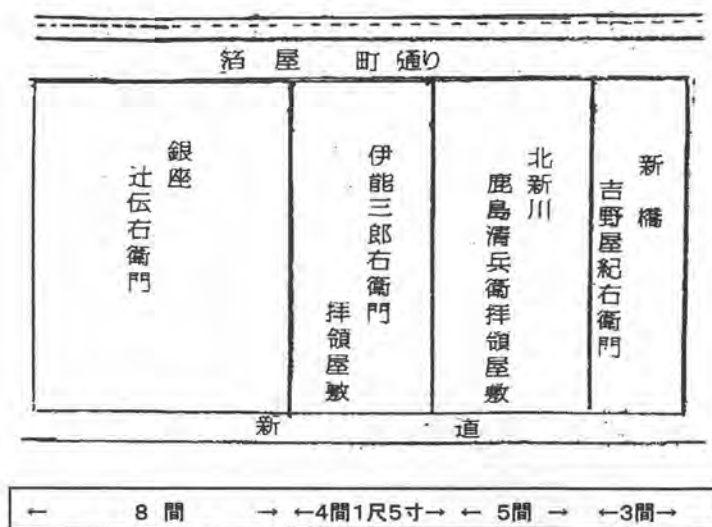 箔屋町通り
新橋
吉野屋紀右衛門
北新川
鹿島清兵衛拝領屋敷
伊能三郎右衛門
拝領屋敷
銀座
辻伝右衛門
新道
← 8間 → ←4間1尺5寸→ ← 5間 → ←3間→